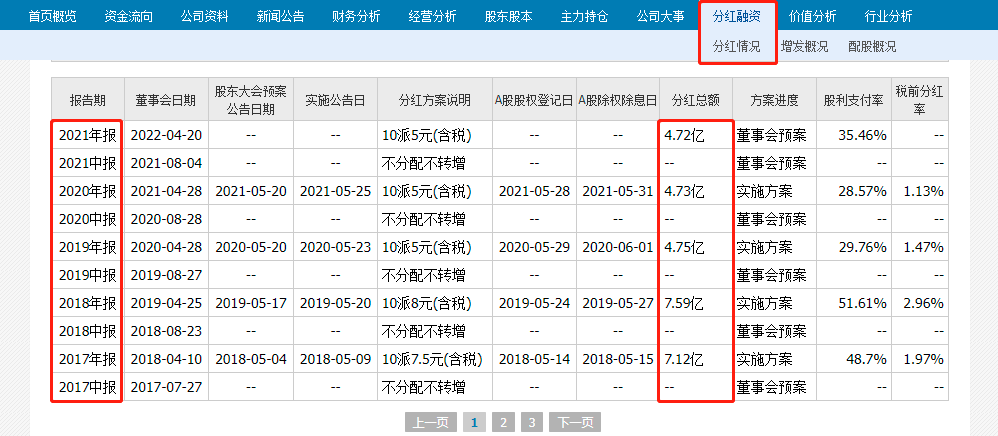 首页概览 资金流向 公司资料 新闻公告 财务分析 经营分析 股东股本 主力持仓 公司大事 分红融资 价值分析 行业分析
分红情况 增发概况 配股概况
报告期 董事会日期 股东大会预案公告日期 实施公告日 分红方案说明 A股股权登记日 A股除权除息日 分红总额 方案进度 股利支付率 税前分红率
2021年报 2022-04-20 -- -- 10派5元(含税) -- -- 4.72亿 董事会预案 35.46% --
2021中报 2021-08-04 -- -- 不分配不转增 -- -- -- 董事会预案 -- --
2020年报 2021-04-28 2021-05-20 2021-05-25 10派5元(含税) 2021-05-28 2021-05-31 4.73亿 实施方案 28.57% 1.13%
2020中报 2020-08-28 -- -- 不分配不转增 -- -- -- 董事会预案 -- --
2019年报 2020-04-28 2020-05-20 2020-05-23 10派5元(含税) 2020-05-29 2020-06-01 4.75亿 实施方案 29.76% 1.47%
2019中报 2019-08-27 -- -- 不分配不转增 -- -- -- 董事会预案 -- --
2018年报 2019-04-25 2019-05-17 2019-05-20 10派8元(含税) 2019-05-24 2019-05-27 7.59亿 实施方案 51.61% 2.96%
2018中报 2018-08-23 -- -- 不分配不转增 -- -- -- 董事会预案 -- --
2017年报 2018-04-10 2018-05-04 2018-05-09 10派7.5元(含税) 2018-05-14 2018-05-15 7.12亿 实施方案 48.7% 1.97%
2017中报 2017-07-27 -- -- 不分配不转增 -- -- -- 董事会预案 -- --
上一页 1 2 3 下一页